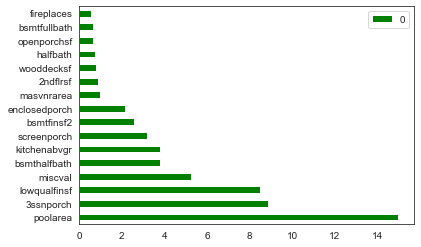 fireplaces
bsmtfullbath
openporchsf
halfbath
wooddecksf
2ndflrsf
masvnrarea
enclosedporch
bsmtfinsf2
screenporch
kitchenabvgr
bsmthalfbath
miscval
lowqualfinsf
3ssnporch
poolarea
0
0 2 4 6 8 10 12 14